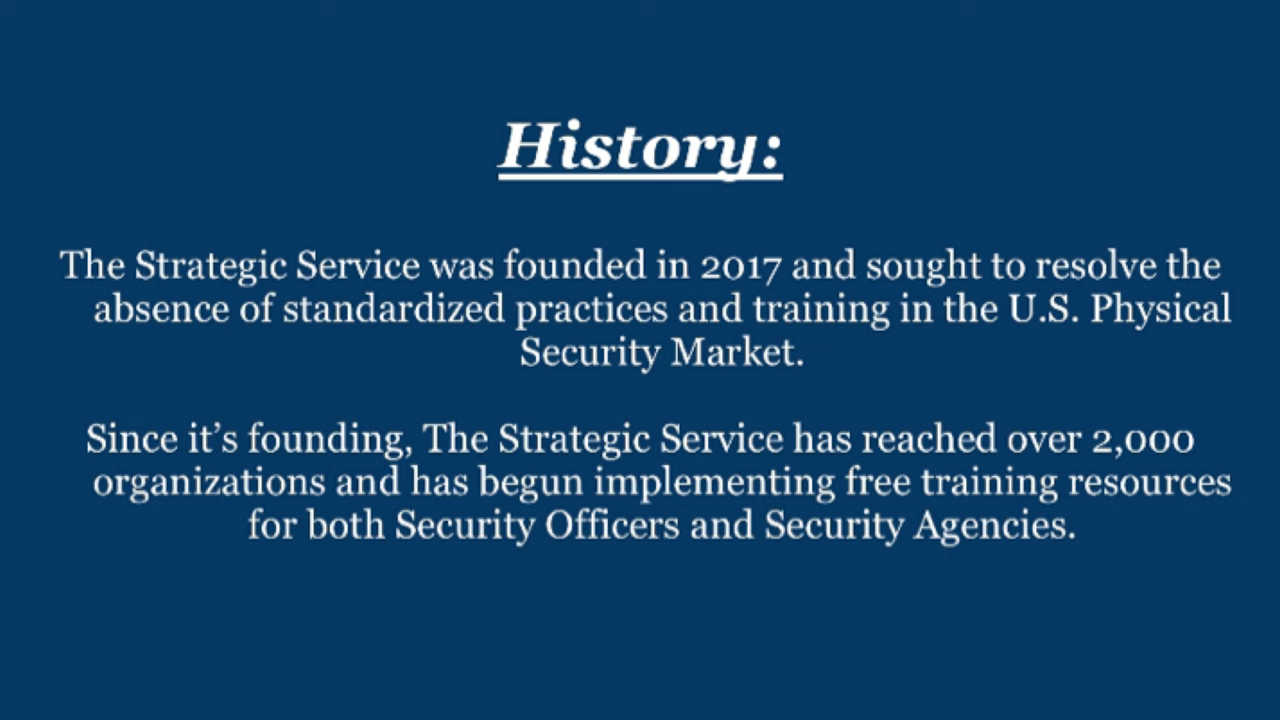 History:
The Strategic Service was founded in 2017 and sought to resolve the
absence of standardized practices and training in the U.S. Physical
Security Market.
Since it’s founding, The Strategic Service has reached over 2,000
organizations and has begun implementing free training resources
for both Security Officers and Security Agencies.